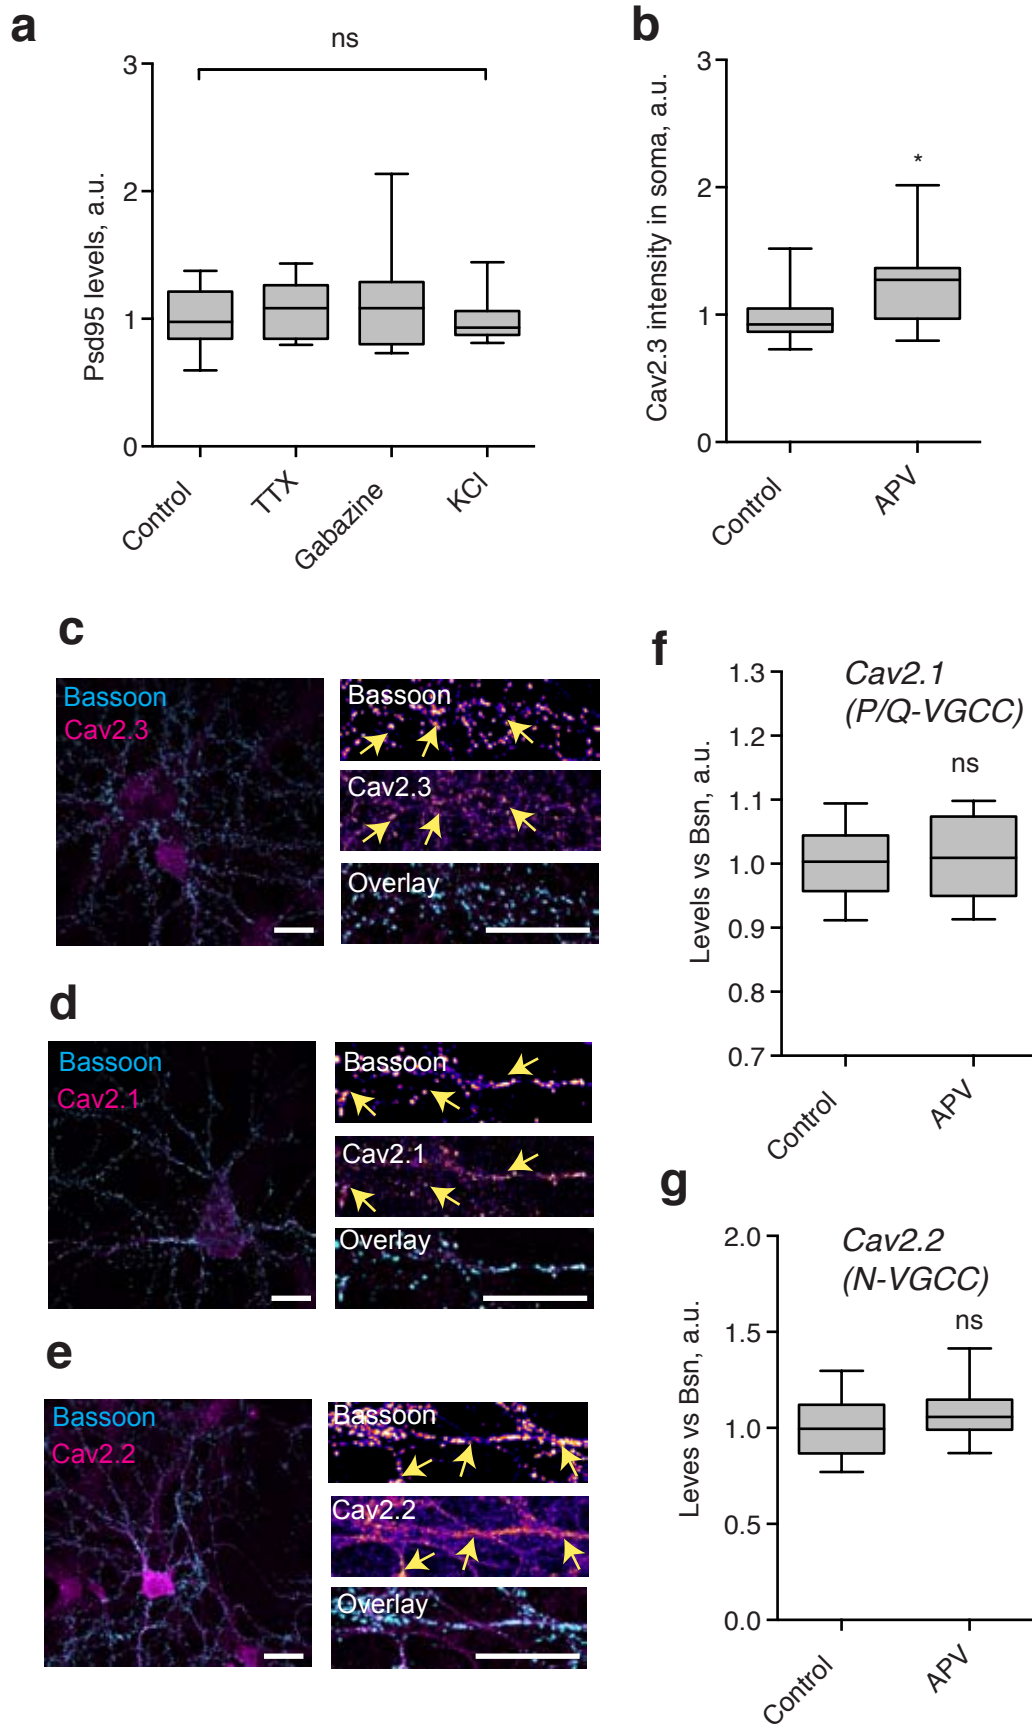 a
ns
3
2
1
0
Psd95 levels, a.u.
Control
TTX
Gabazine
KCl
b
3
2
1
0
Cav2.3 intensity in soma, a.u.
*
Control
APV
c
Bassoon
Cav2.3
Bassoon
Cav2.3
Overlay
d
Bassoon
Cav2.1
Bassoon
Cav2.1
Overlay
e
Bassoon
Cav2.2
Bassoon
Cav2.2
Overlay
f
Cav2.1
(P/Q-VGCC)
ns
1.3
1.2
1.1
1.0
0.9
0.8
0.7
Levels vs Bsn, a.u.
Control
APV
g
Cav2.2
(N-VGCC)
ns
2.0
1.5
1.0
0.5
0.0
Leves vs Bsn, a.u.
Control
APV